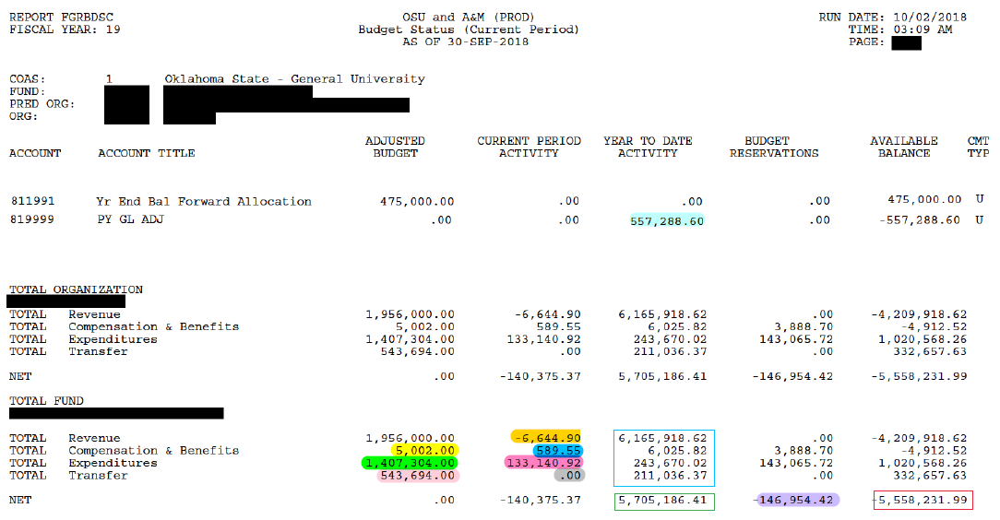 REPORT FGRBDSC OSU and A&M (PROD) RUN DATE: 10/02/2018
FISCAL YEAR: 19 Budget Status (Current Period) TIME: 03:09 AM
AS OF 30-SEP-2018 PAGE:
COAS: 1 Oklahoma State - General University
FUND:
PRED ORG:
ORG:
ADJUSTED CURRENT PERIOD YEAR TO DATE BUDGET AVAILABLE CMT
ACCOUNT ACCOUNT TITLE BUDGET ACTIVITY ACTIVITY RESERVATIONS BALANCE TYP
811991 Yr End Bal Forward Allocation 475,000.00 .00 .00 .00 475,000.00 U
819999 PY GL ADJ .00 .00 557,288.60 .00 -557,288.60 U
TOTAL ORGANIZATION
TOTAL Revenue 1,956,000.00 -6,644.90 6,165,918.62 .00 -4,209,918.62
TOTAL Compensation & Benefits 5,002.00 589.55 6,025.82 3,888.70 -4,912.52
TOTAL Expenditures 1,407,304.00 133,140.92 243,670.02 143,065.72 1,020,568.26
TOTAL Transfer 543,694.00 .00 211,036.37 .00 332,657.63
NET .00 -140,375.37 5,705,186.41 -146,954.42 -5,558,231.99
TOTAL FUND
TOTAL Revenue 1,956,000.00 -6,644.90 6,165,918.62 .00 -4,209,918.62
TOTAL Compensation & Benefits 5,002.00 589.55 6,025.82 3,888.70 -4,912.52
TOTAL Expenditures 1,407,304.00 133,140.92 243,670.02 143,065.72 1,020,568.26
TOTAL Transfer 543,694.00 .00 211,036.37 .00 332,657.63
NET .00 -140,375.37 5,705,186.41 -146,954.42 -5,558,231.99